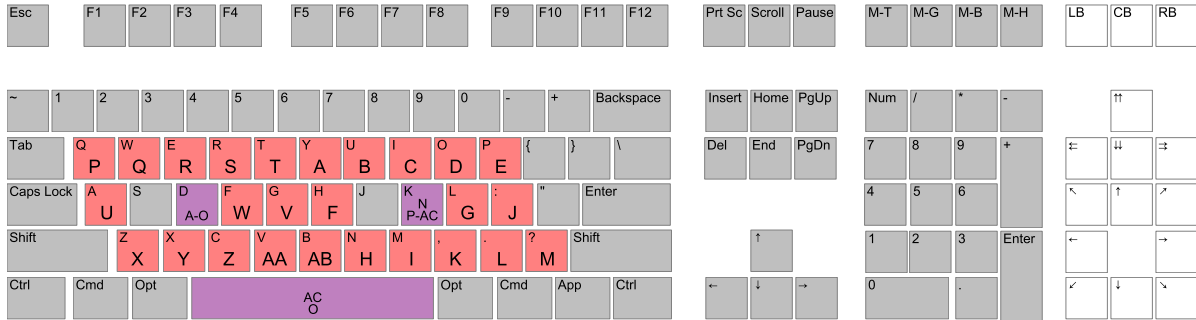 Esc F1 F2 F3 F4 F5 F6 F7 F8 F9 F10 F11 F12 Prt Sc Scroll Pause M-T M-G M-B M-H LB CB RB
~ 1 2 3 4 5 6 7 8 9 0 - + Backspace Insert Home PgUp Num / * - ⇈
Tab Q W E R T Y U I O P { } \ Del End PgDn 7 8 9 + ⇇ ⇊ ⇉
P Q R S T A B C D E
Caps Lock A S D F G H J K L : " Enter 4 5 6 ↖ ↑ ↗
U A-O W V F N P-AC G J
Shift Z X C V B N M , . ? Shift ↑ 1 2 3 Enter ← →
X Y Z AA AB H I K L M
Ctrl Cmd Opt Opt Cmd App Ctrl ← ↓ → 0 . ↙ ↓ ↘
AC
O